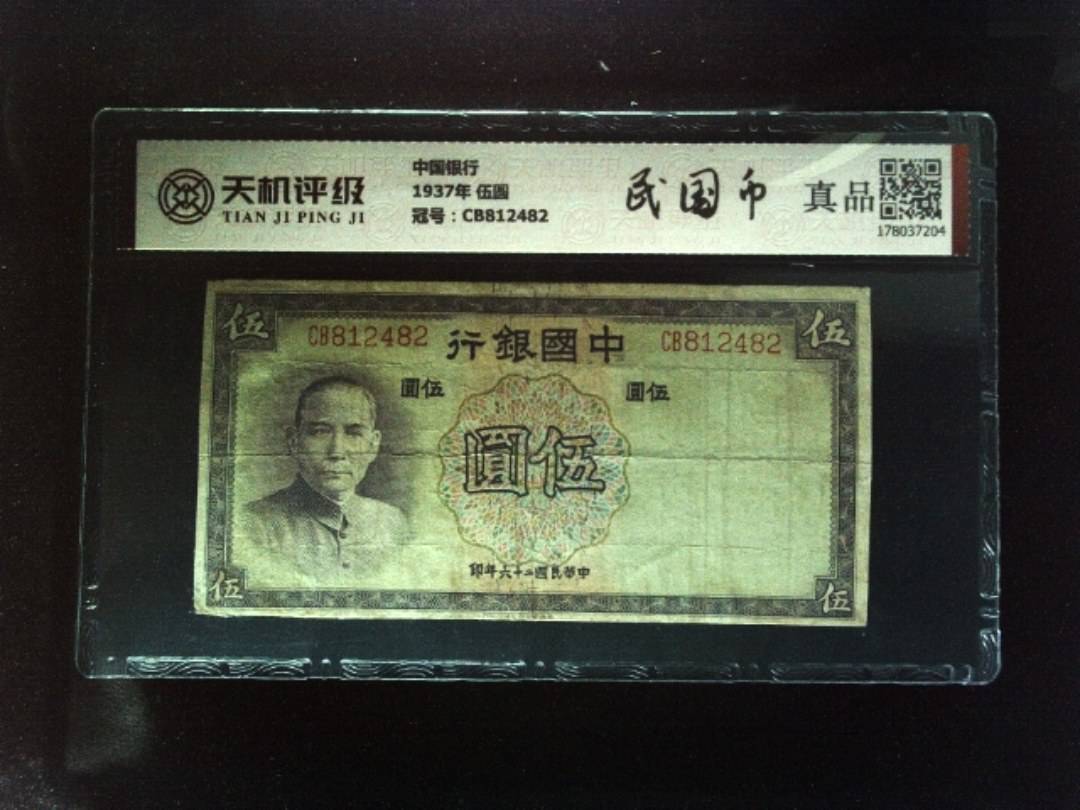 天机评级
TIAN JI PING JI
中国银行
1937年 伍圆
冠号：CB812482
民国币
真品
178037204
伍
伍
CB812482
行銀國中
CB812482
圓伍
圓伍
圓伍
印年六十二國民華中
伍
伍